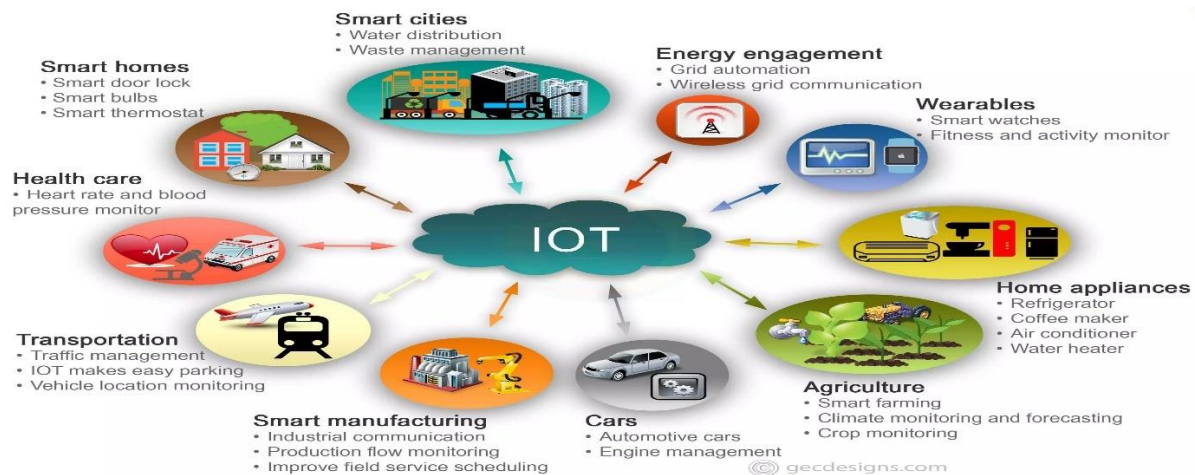 Smart cities
• Water distribution
• Waste management
Energy engagement
• Grid automation
• Wireless grid communication
Smart homes
• Smart door lock
• Smart bulbs
• Smart thermostat
Wearables
• Smart watches
• Fitness and activity monitor
Health care
• Heart rate and blood
pressure monitor
IOT
Home appliances
• Refrigerator
• Coffee maker
• Air conditioner
• Water heater
Transportation
• Traffic management
• IOT makes easy parking
• Vehicle location monitoring
Agriculture
• Smart farming
• Climate monitoring and forecasting
• Crop monitoring
Smart manufacturing
• Industrial communication
• Production flow monitoring
• Improve field service scheduling
Cars
• Automotive cars
• Engine management
© gecdesigns.com